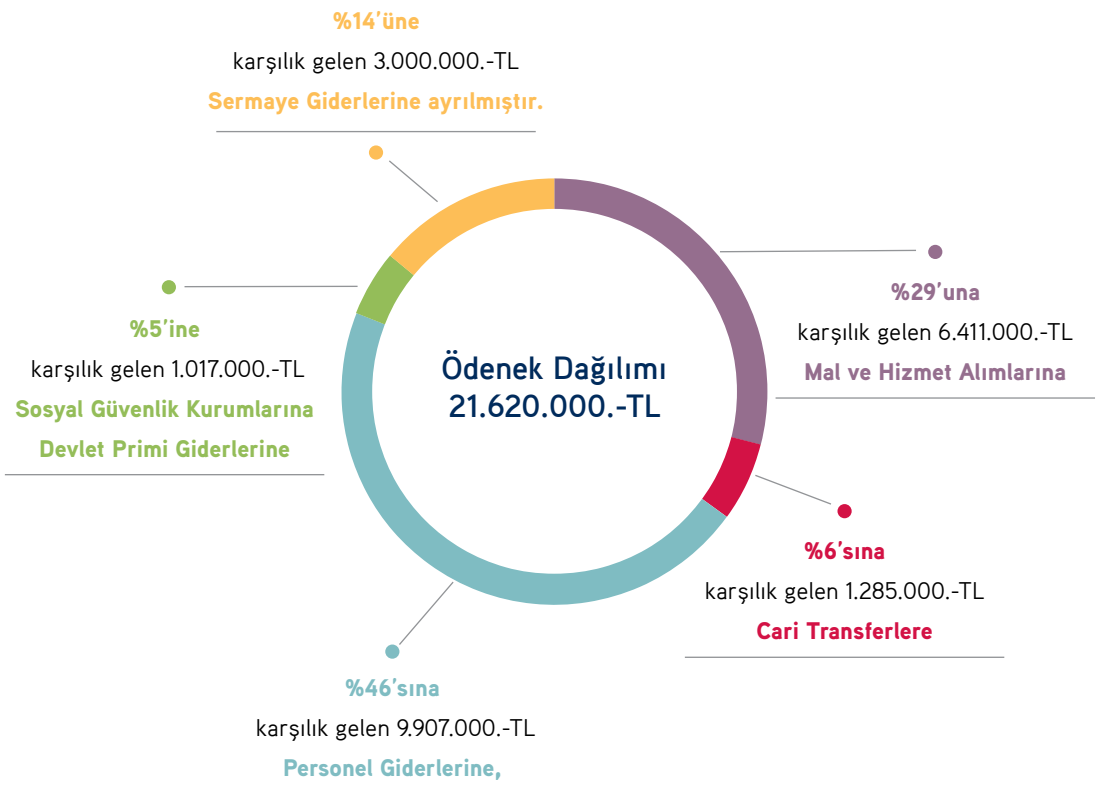 %14'üne
karşılık gelen 3.000.000.-TL
Sermaye Giderlerine ayrılmıştır.
%29'una
karşılık gelen 6.411.000.-TL
Mal ve Hizmet Alımlarına
%5'ine
karşılık gelen 1.017.000.-TL
Sosyal Güvenlik Kurumlarına
Devlet Primi Giderlerine
Ödenek Dağılımı
21.620.000.-TL
%6'sına
karşılık gelen 1.285.000.-TL
Cari Transferlere
%46'sına
karşılık gelen 9.907.000.-TL
Personel Giderlerine,